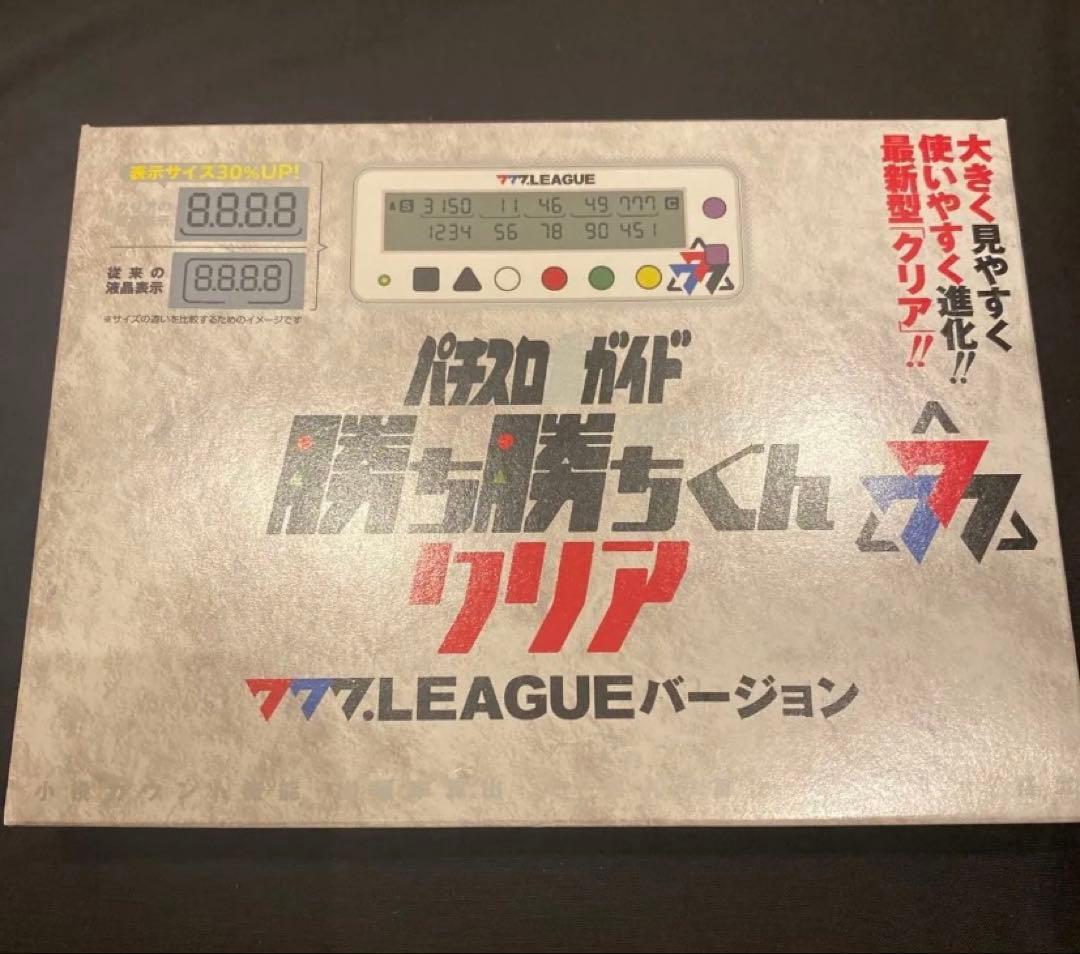 表示サイズ30%UP!
8.8.8.8
従来の
液晶表示
8.8.8.8
※サイズの違いを比較するためのイメージです
777.LEAGUE
S 3150 11 46 49 777 C
1234 56 78 90 451
777
大きく見やすく
使いやすく進化!!
最新型「クリア」!!
パチスロ ガイド
勝ち勝ちくん
777
クリア
777.LEAGUEバージョン